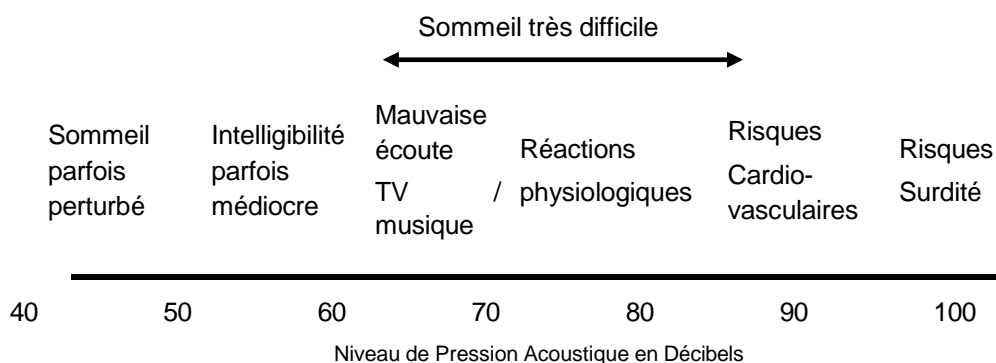 Sommeil très difficile
Sommeil
parfois
perturbé
Intelligibilité
parfois
médiocre
Mauvaise
écoute
TV /
musique
Réactions
physiologiques
Risques
Cardio-
vasculaires
Risques
Surdité
40 50 60 70 80 90 100
Niveau de Pression Acoustique en Décibels